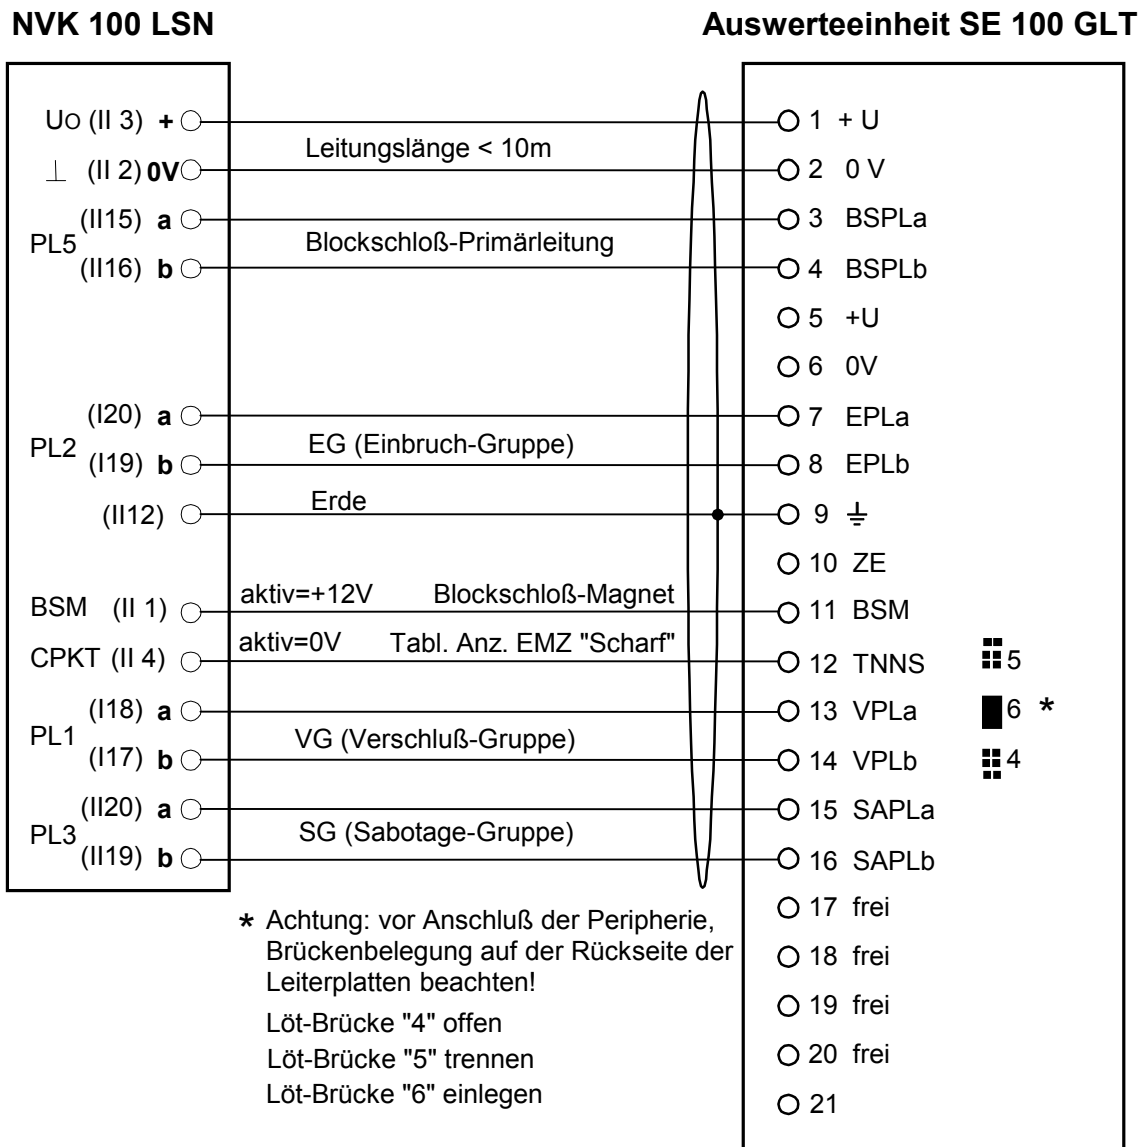 NVK 100 LSN
Auswerteeinheit SE 100 GLT
UO (II 3) +
Leitungslänge < 10m
1 + U
⊥ (II 2) 0V
2 0 V
PL5
(II15) a
Blockschloß-Primärleitung
3 BSPLa
(II16) b
4 BSPLb
5 +U
6 0V
PL2
(I20) a
EG (Einbruch-Gruppe)
7 EPLa
(I19) b
8 EPLb
(II12)
Erde
9 ⏚
10 ZE
BSM (II 1)
aktiv=+12V Blockschloß-Magnet
11 BSM
CPKT (II 4)
aktiv=0V Tabl. Anz. EMZ "Scharf"
12 TNNS
5
PL1
(I18) a
VG (Verschluß-Gruppe)
13 VPLa
6 *
(I17) b
14 VPLb
4
PL3
(II20) a
SG (Sabotage-Gruppe)
15 SAPLa
(II19) b
16 SAPLb
17 frei
18 frei
19 frei
20 frei
21
* Achtung: vor Anschluß der Peripherie,
Brückenbelegung auf der Rückseite der
Leiterplatten beachten!
Löt-Brücke "4" offen
Löt-Brücke "5" trennen
Löt-Brücke "6" einlegen